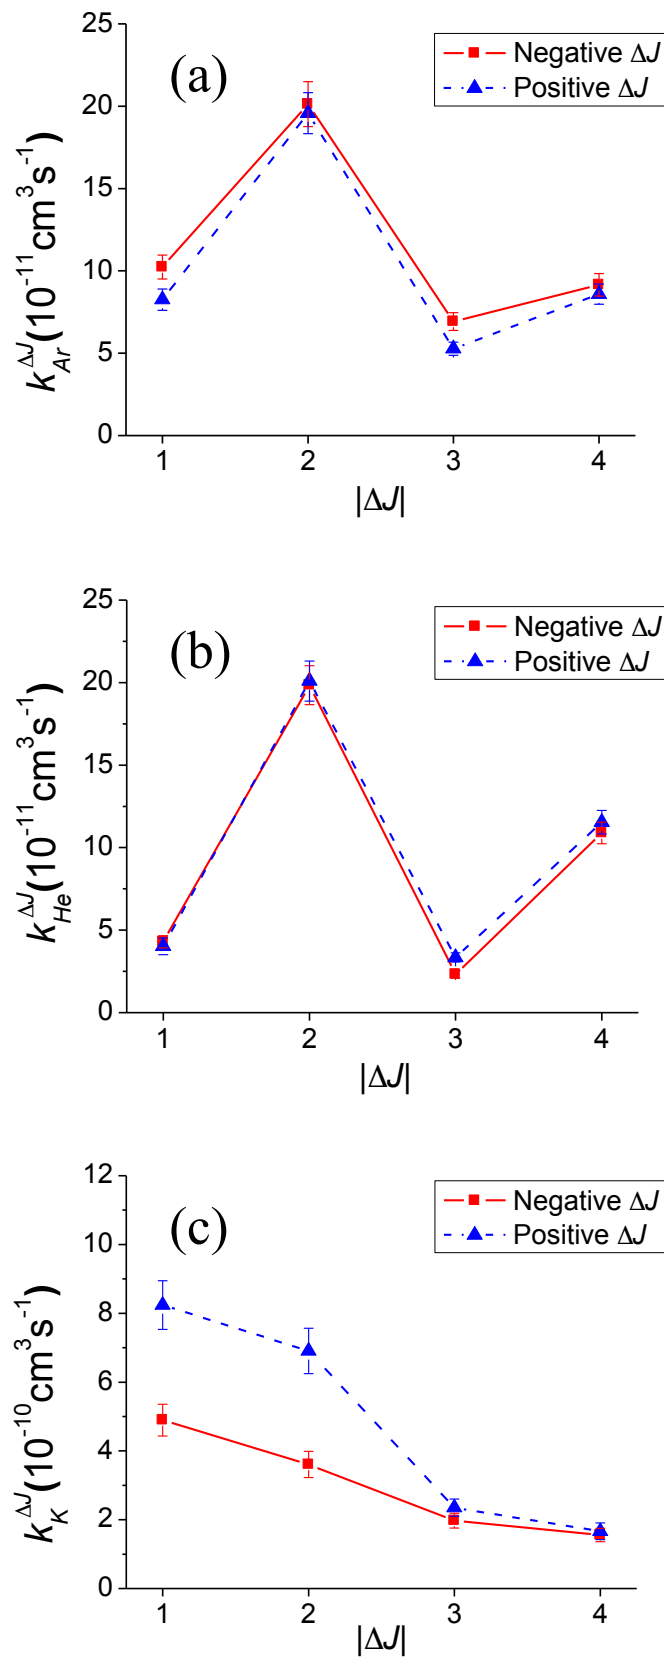 25
20
15
10
5
0
(a)
Negative ΔJ
Positive ΔJ
k_{Ar}^{ΔJ}(10^{-11}cm^3s^{-1})
1 2 3 4
|ΔJ|
25
20
15
10
5
0
(b)
Negative ΔJ
Positive ΔJ
k_{He}^{ΔJ}(10^{-11}cm^3s^{-1})
1 2 3 4
|ΔJ|
12
10
8
6
4
2
0
(c)
Negative ΔJ
Positive ΔJ
k_K^{ΔJ}(10^{-10}cm^3s^{-1})
1 2 3 4
|ΔJ|